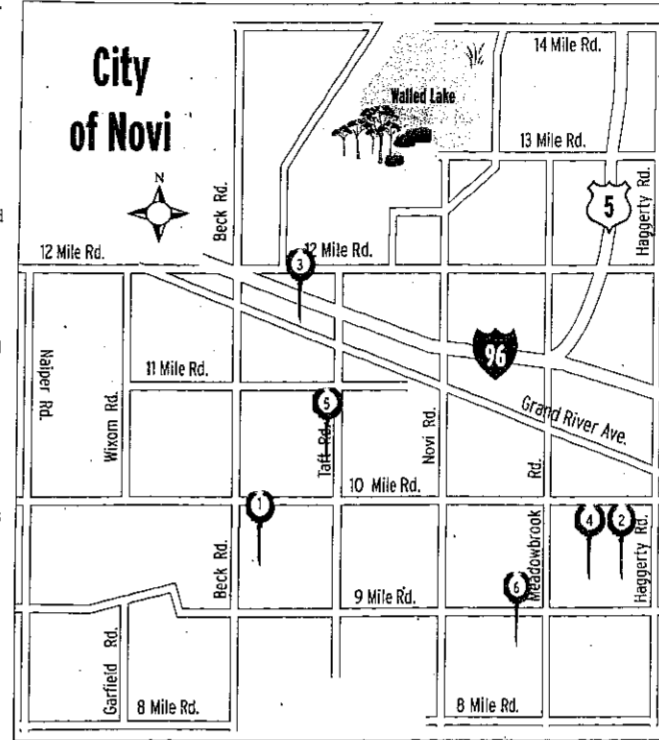 City
of Novi
N
14 Mile Rd.
Walled Lake
13 Mile Rd.
Beck Rd.
5
Haggerty Rd.
12 Mile Rd.
12 Mile Rd.
3
96
11 Mile Rd.
Naiper Rd.
Wixom Rd.
5
Taft Rd.
Novi Rd.
Grand River Ave.
10 Mile Rd.
1
4
2
Meadowbrook Rd.
Haggerty Rd.
Beck Rd.
6
9 Mile Rd.
Garfield Rd.
8 Mile Rd.
8 Mile Rd.